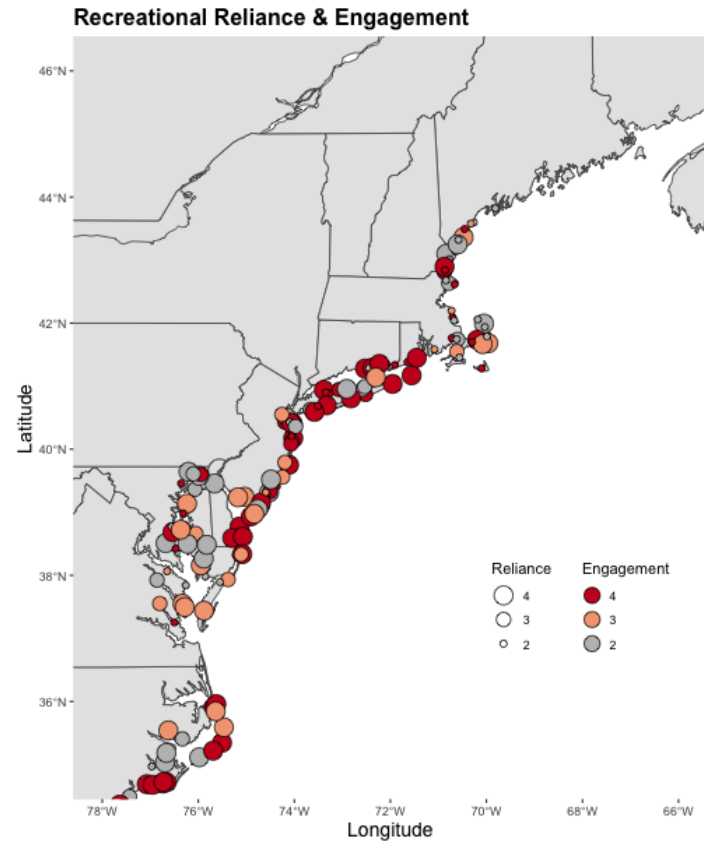 Recreational Reliance & Engagement
46°N
44°N
42°N
40°N
38°N
36°N
Latitude
Reliance
4
3
2
Engagement
4
3
2
78°W 76°W 74°W 72°W 70°W 68°W 66°W
Longitude